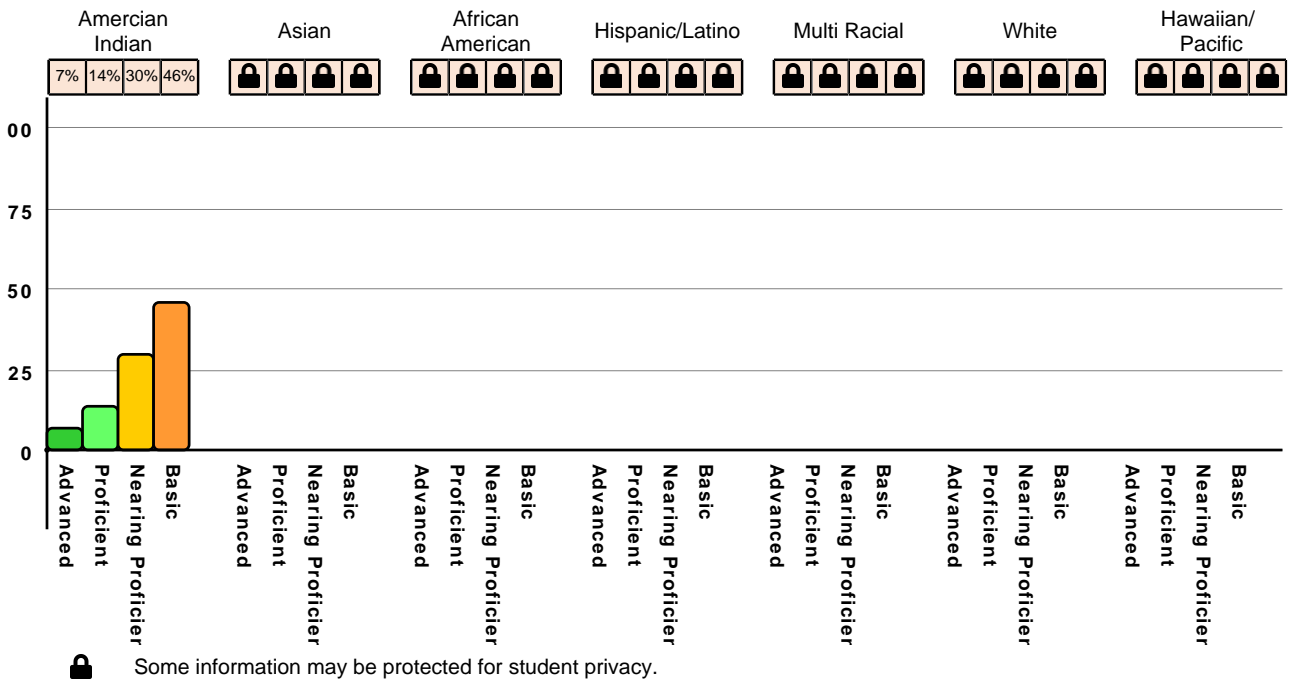 Amercian
Indian
Asian
African
American
Hispanic/Latino
Multi Racial
White
Hawaiian/
Pacific
7% 14% 30% 46%
00
75
50
25
0
Advanced
Proficient
Nearing Proficier
Basic
Advanced
Proficient
Nearing Proficier
Basic
Advanced
Proficient
Nearing Proficier
Basic
Advanced
Proficient
Nearing Proficier
Basic
Advanced
Proficient
Nearing Proficier
Basic
Advanced
Proficient
Nearing Proficier
Basic
Advanced
Proficient
Nearing Proficier
Basic
Some information may be protected for student privacy.